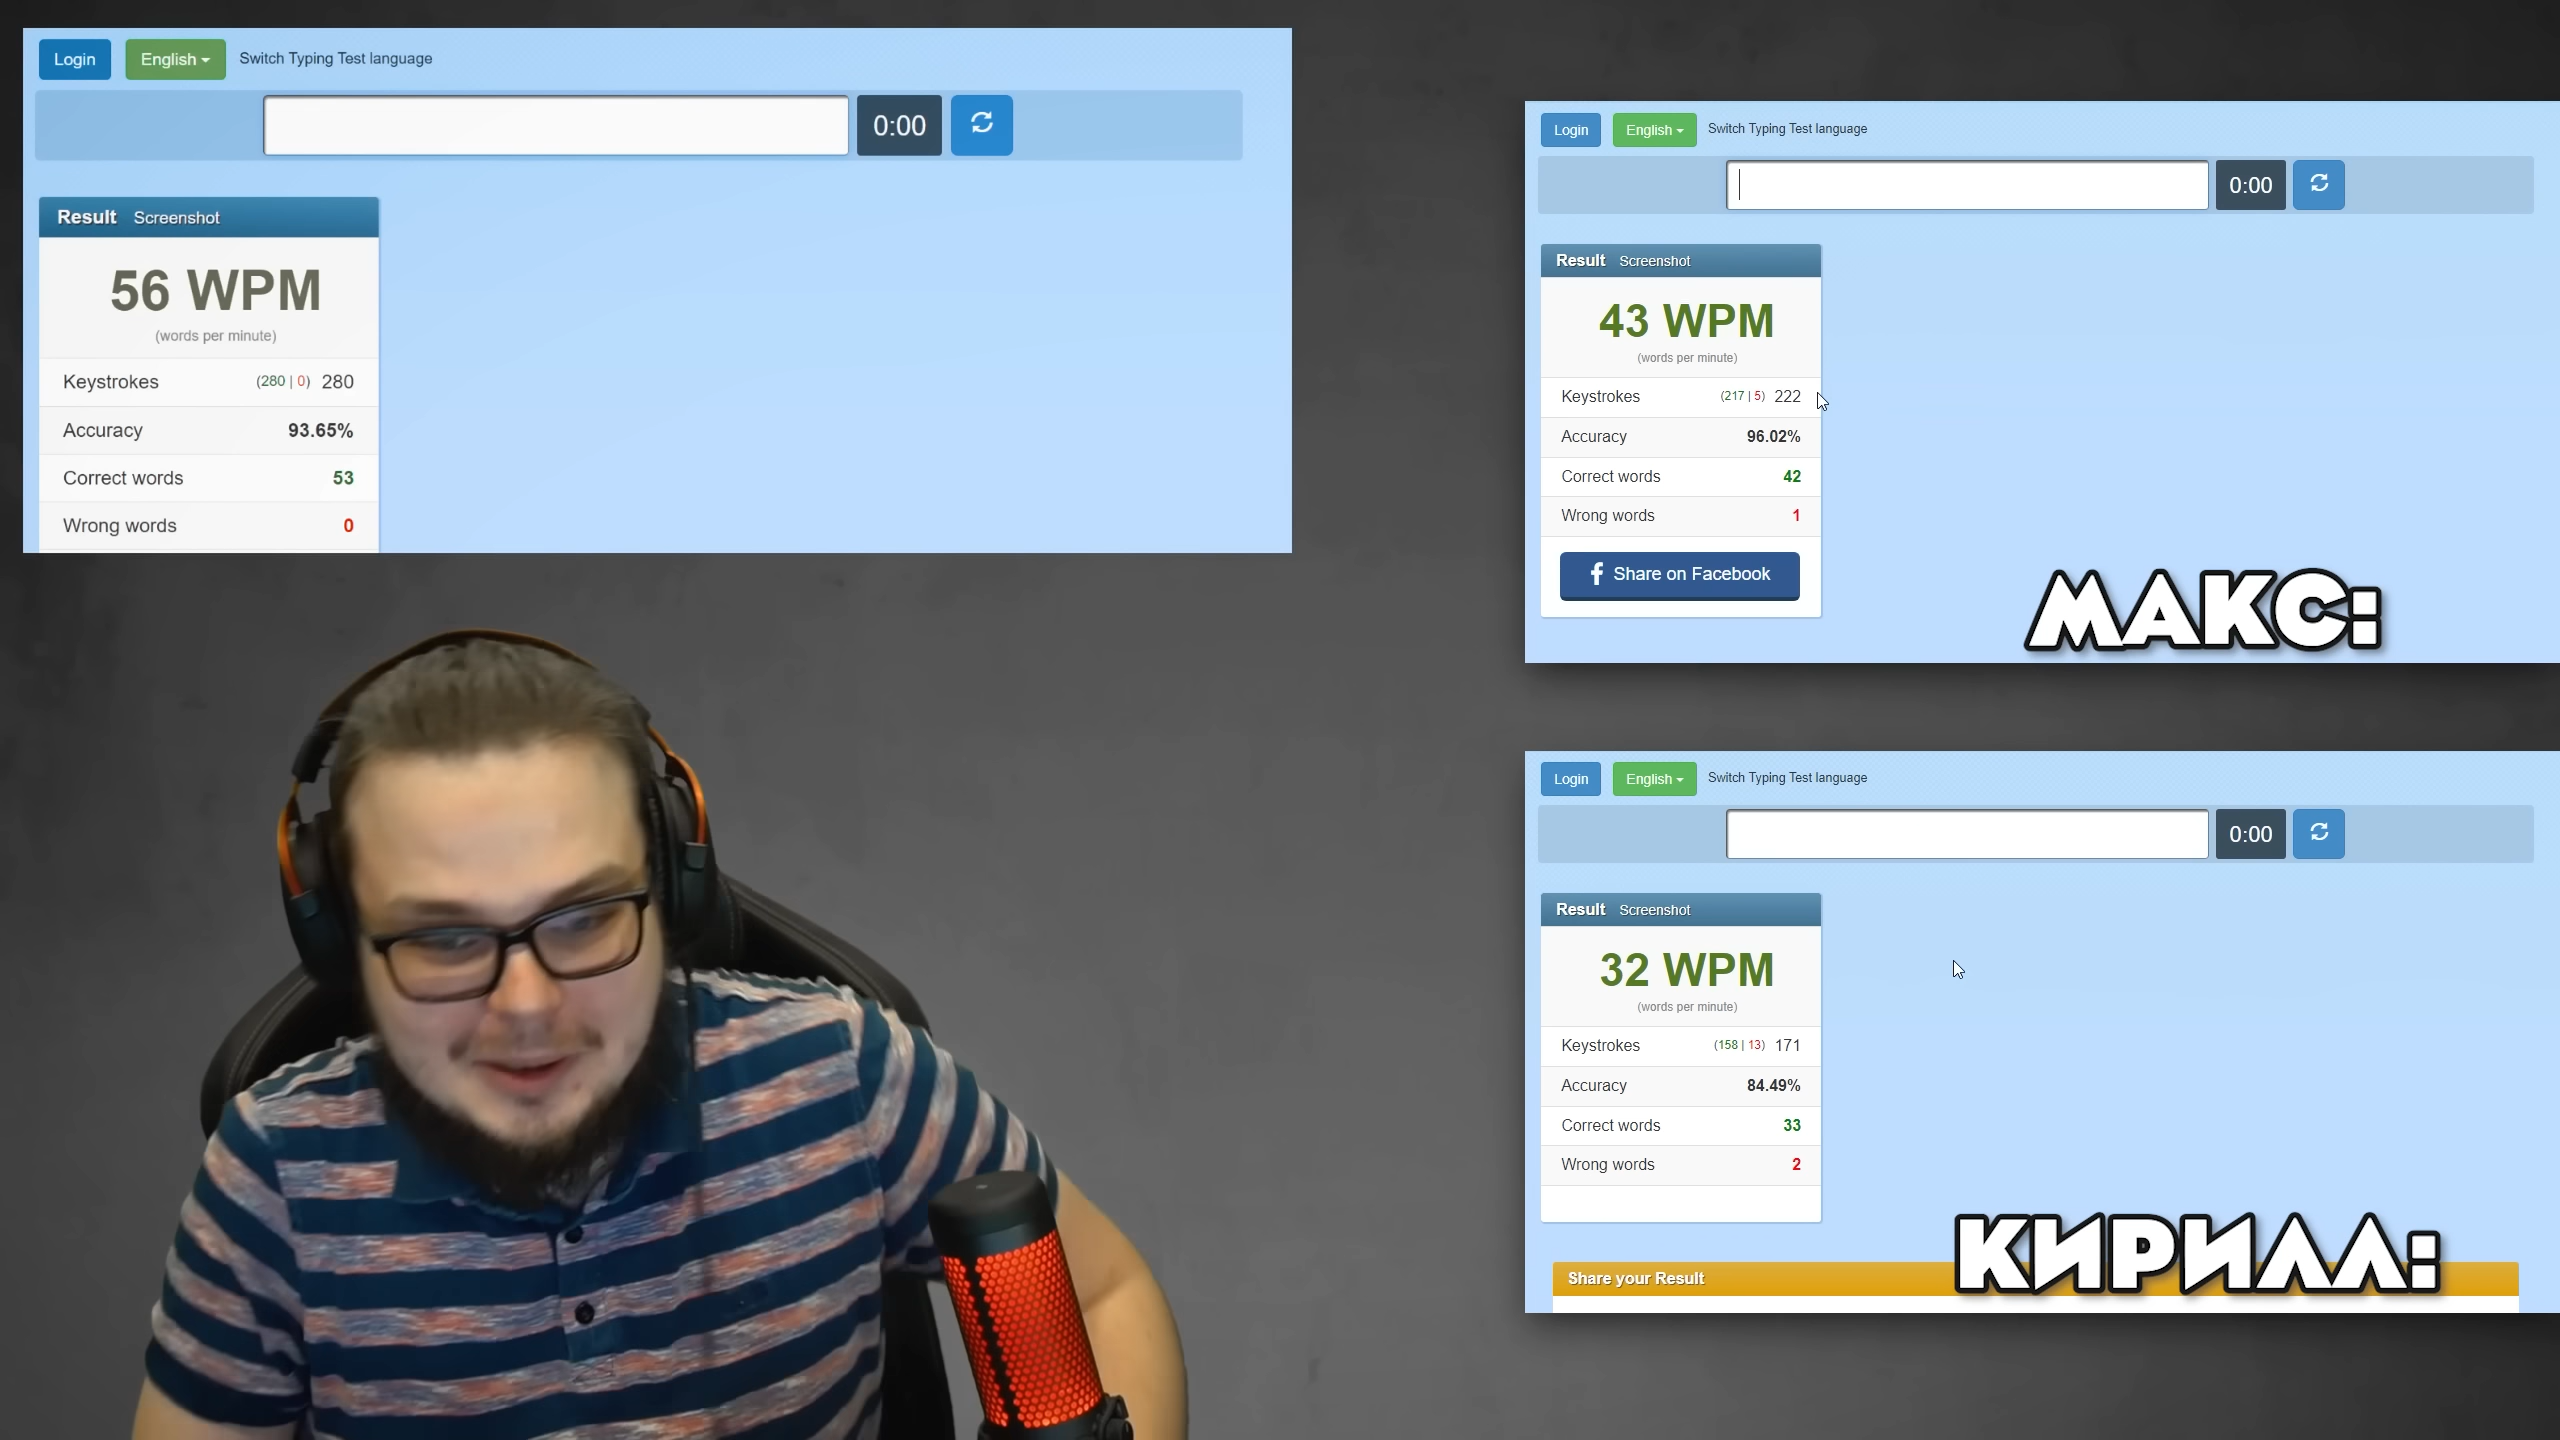 Login English Switch Typing Test language
0:00
Result Screenshot
56 WPM
(words per minute)
Keystrokes (280 | 0) 280
Accuracy 93.65%
Correct words 53
Wrong words 0
Login English Switch Typing Test language
0:00
Result Screenshot
43 WPM
(words per minute)
Keystrokes (217 | 5) 222
Accuracy 96.02%
Correct words 42
Wrong words 1
Share on Facebook
МАКС:
Login English Switch Typing Test language
0:00
Result Screenshot
32 WPM
(words per minute)
Keystrokes (158 | 13) 171
Accuracy 84.49%
Correct words 33
Wrong words 2
КИРИЛЛ:
Share your Result